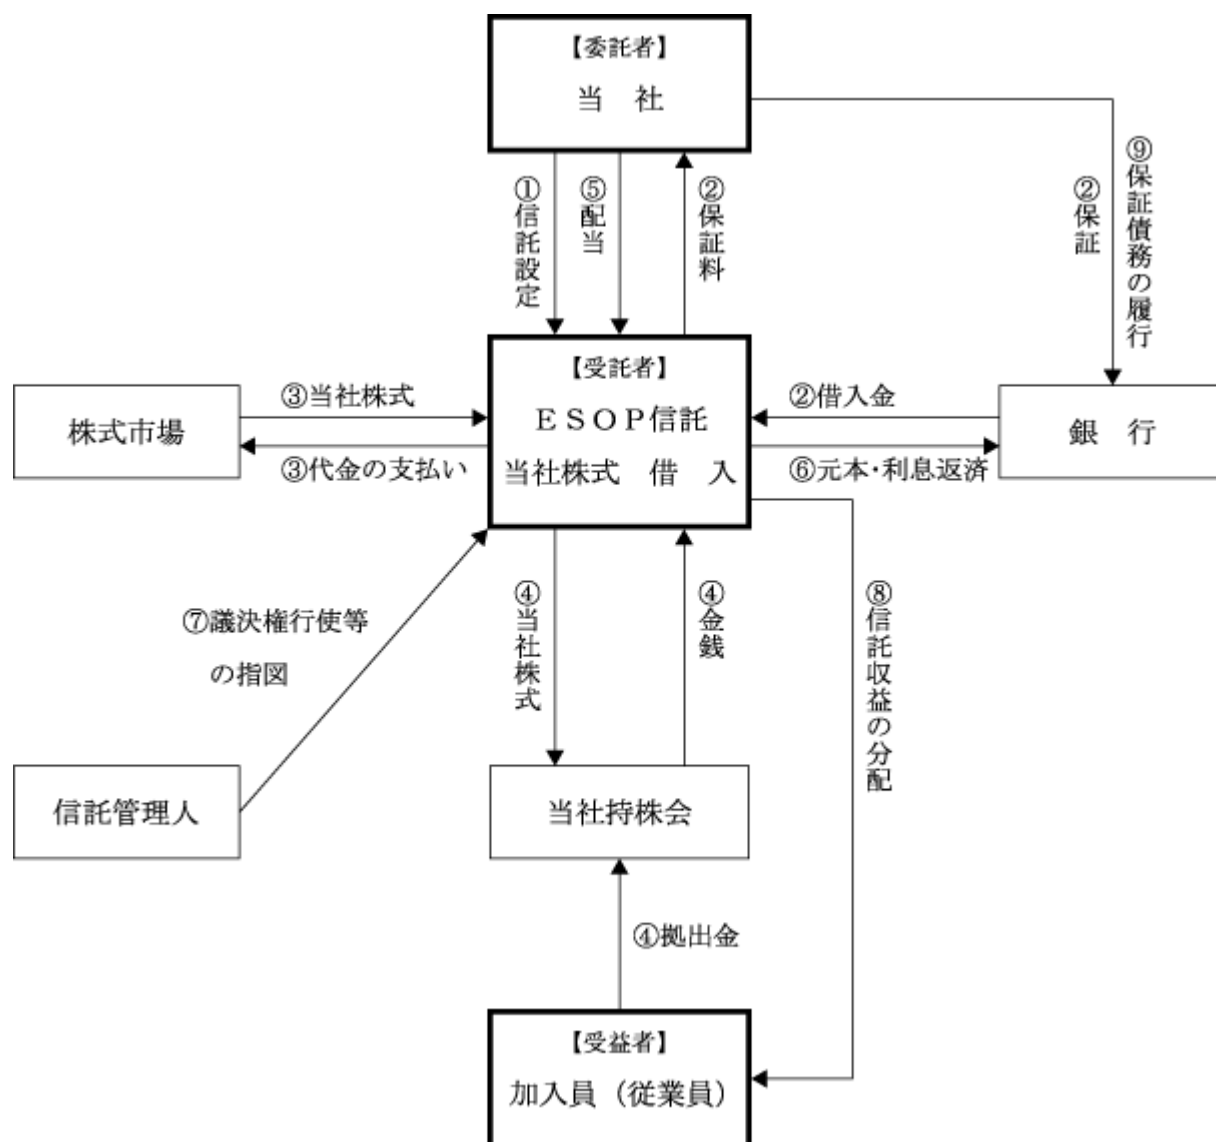 【委託者】
当　社
①信託設定
⑤配当
②保証料
②保証
⑨保証債務の履行
【受託者】
ＥＳＯＰ信託
当社株式　借　入
株式市場
③当社株式
③代金の支払い
②借入金
⑥元本・利息返済
銀　行
⑦議決権行使等
の指図
④当社株式
④金銭
⑧信託収益の分配
信託管理人
当社持株会
④拠出金
【受益者】
加入員（従業員）